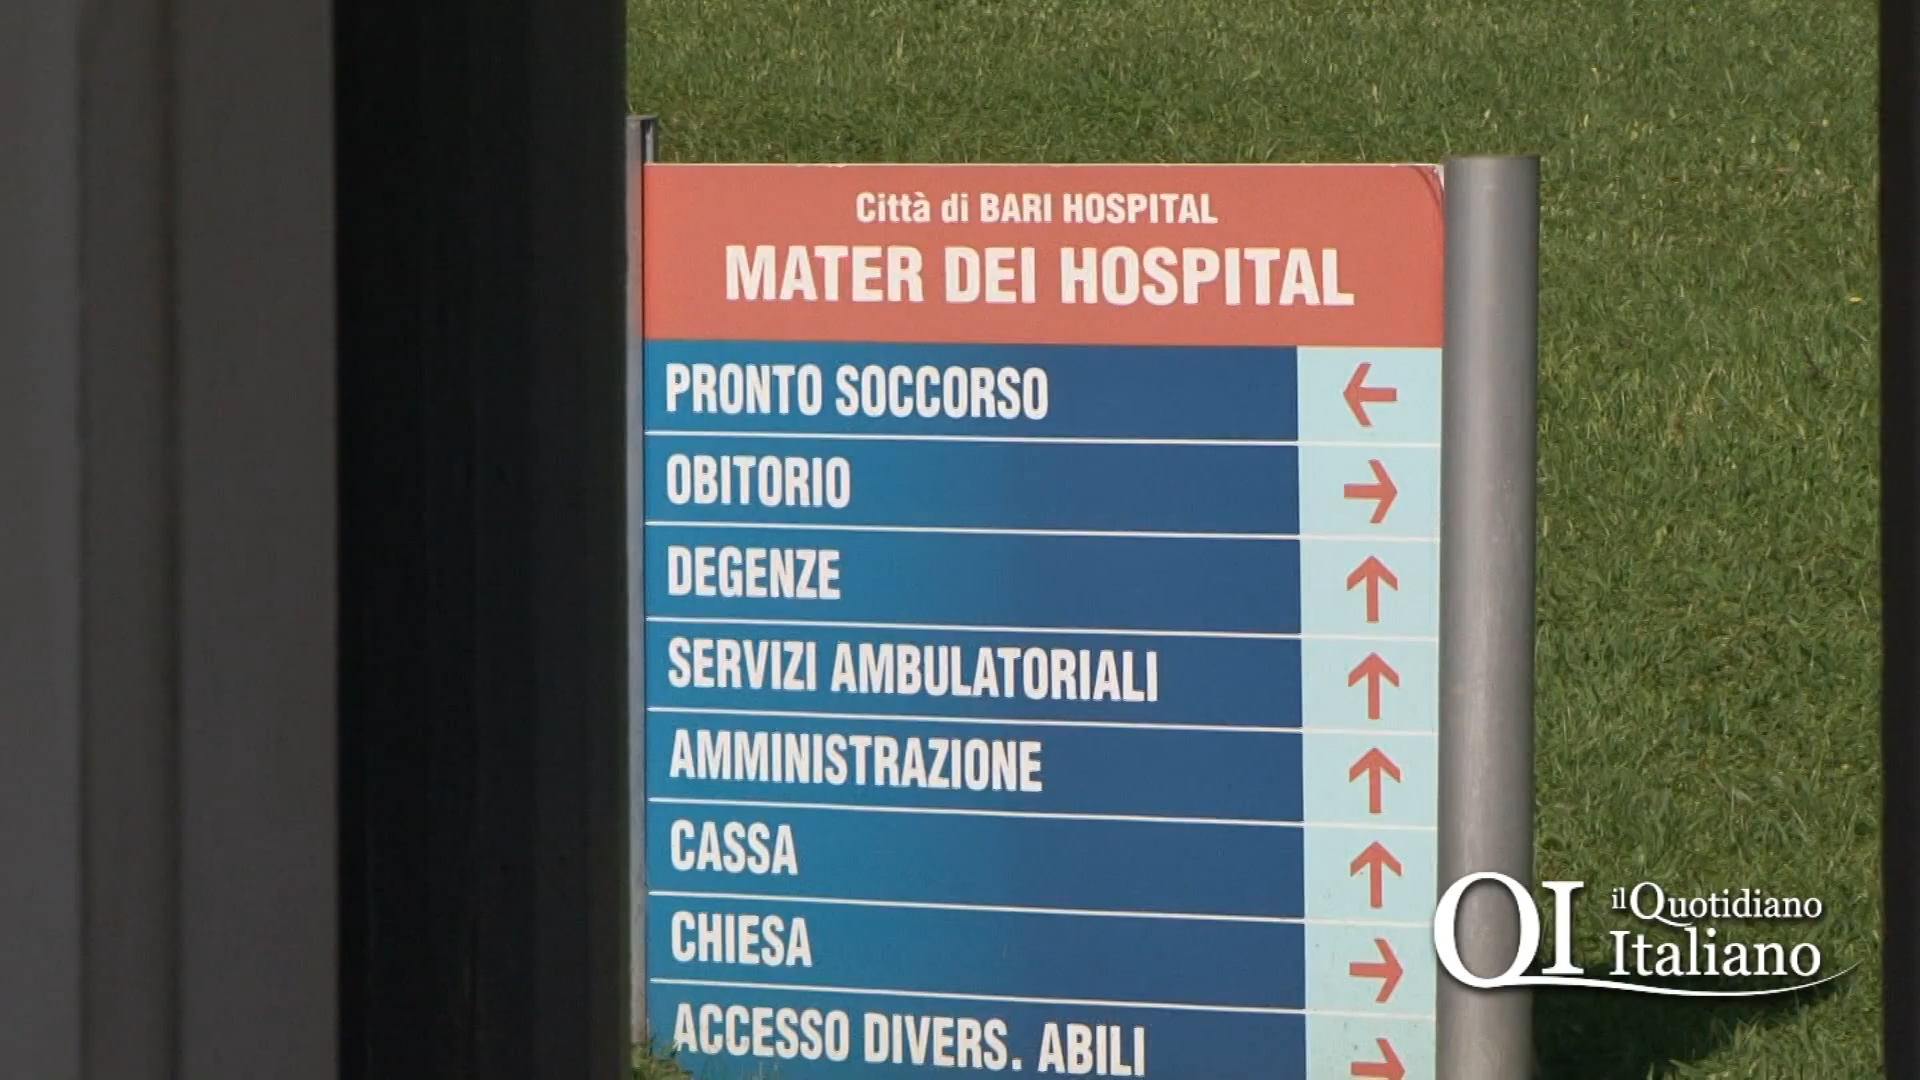 Città di BARI HOSPITAL
MATER DEI HOSPITAL
PRONTO SOCCORSO ←
OBITORIO →
DEGENZE ↑
SERVIZI AMBULATORIALI ↑
AMMINISTRAZIONE ↑
CASSA ↑
CHIESA →
ACCESSO DIVERS. ABILI →
QI il Quotidiano
Italiano